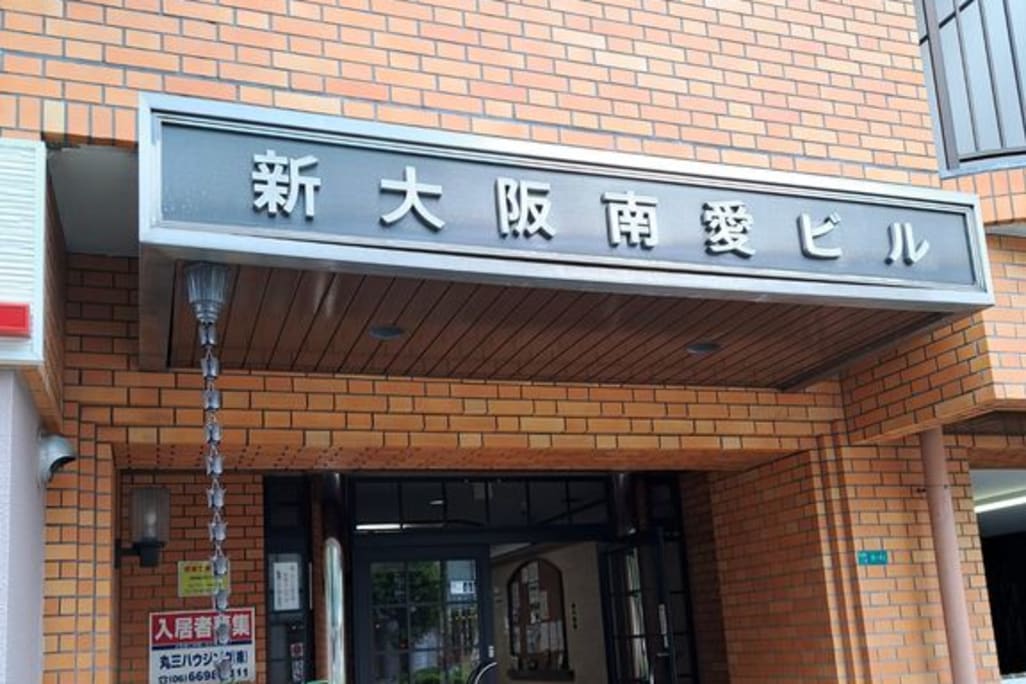 新大阪南愛ビル
入居者募集
丸三ハウジング(株)